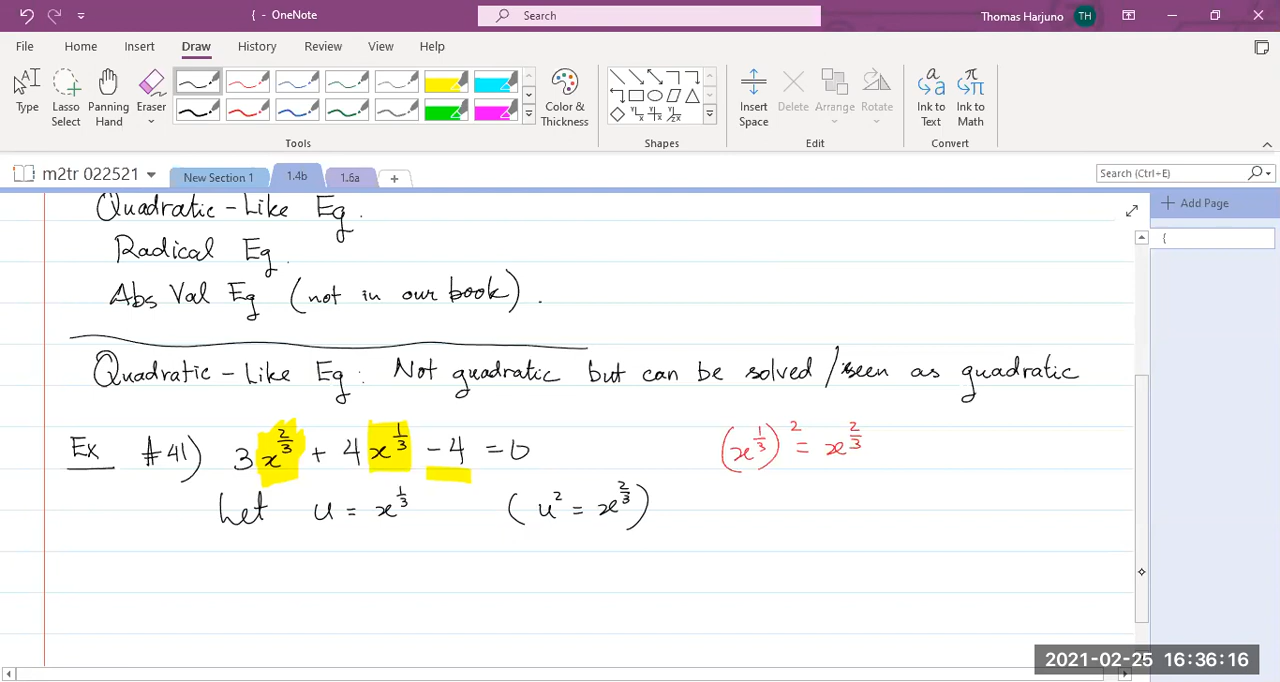 { - OneNote
Search
Thomas Harjuno TH
File Home Insert Draw History Review View Help
Type
Lasso Select
Panning Hand
Eraser
Color & Thickness
Insert Space
Delete
Arrange
Rotate
Ink to Text
Ink to Math
Tools
Shapes
Edit
Convert
m2tr 022521
New Section 1
1.4b
1.6a
Search (Ctrl+E)
Add Page
{
Quadratic-Like Eq.
Radical Eq.
Abs Val Eq (not in our book).
Quadratic-Like Eq: Not quadratic but can be solved/seen as quadratic
Ex #41) 3x^{2/3} + 4x^{1/3} - 4 = 0 (x^{1/3})^2 = x^{2/3}
Let u = x^{1/3} (u^2 = x^{2/3})
2021-02-25 16:36:16